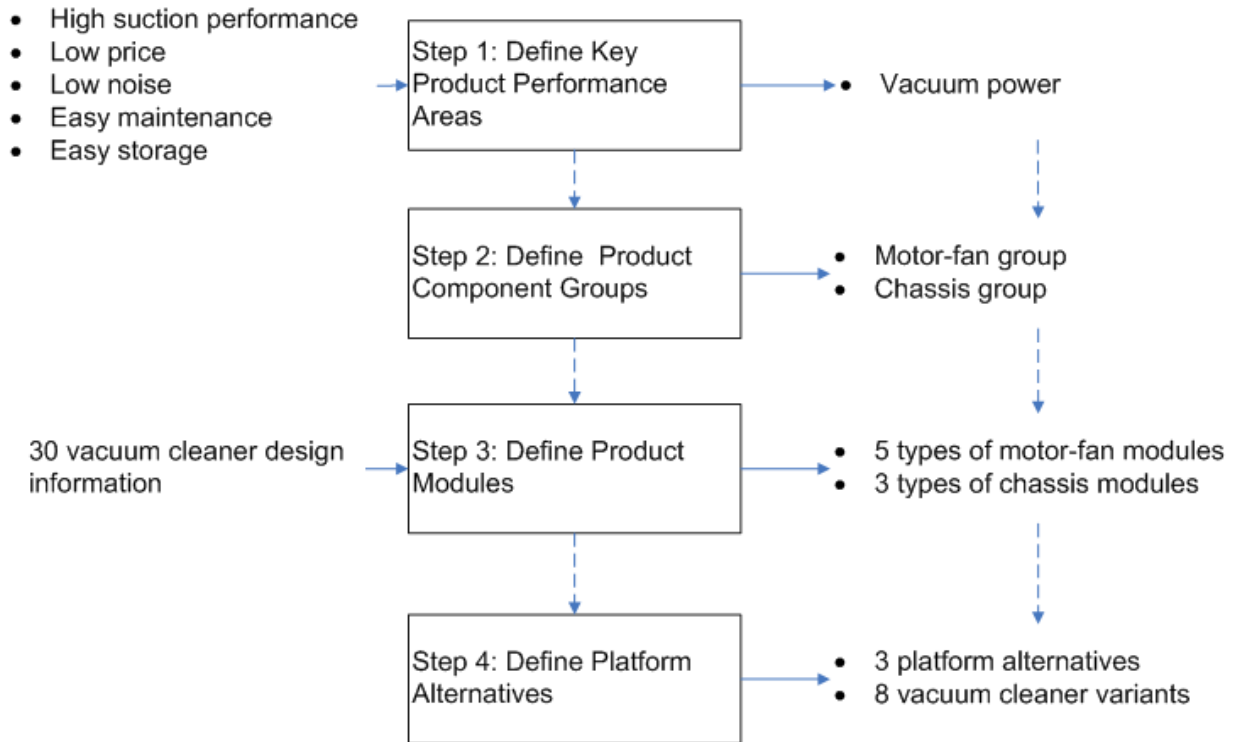 • High suction performance
• Low price
• Low noise
• Easy maintenance
• Easy storage
Step 1: Define Key
Product Performance
Areas
• Vacuum power
Step 2: Define Product
Component Groups
• Motor-fan group
• Chassis group
30 vacuum cleaner design
information
Step 3: Define Product
Modules
• 5 types of motor-fan modules
• 3 types of chassis modules
Step 4: Define Platform
Alternatives
• 3 platform alternatives
• 8 vacuum cleaner variants